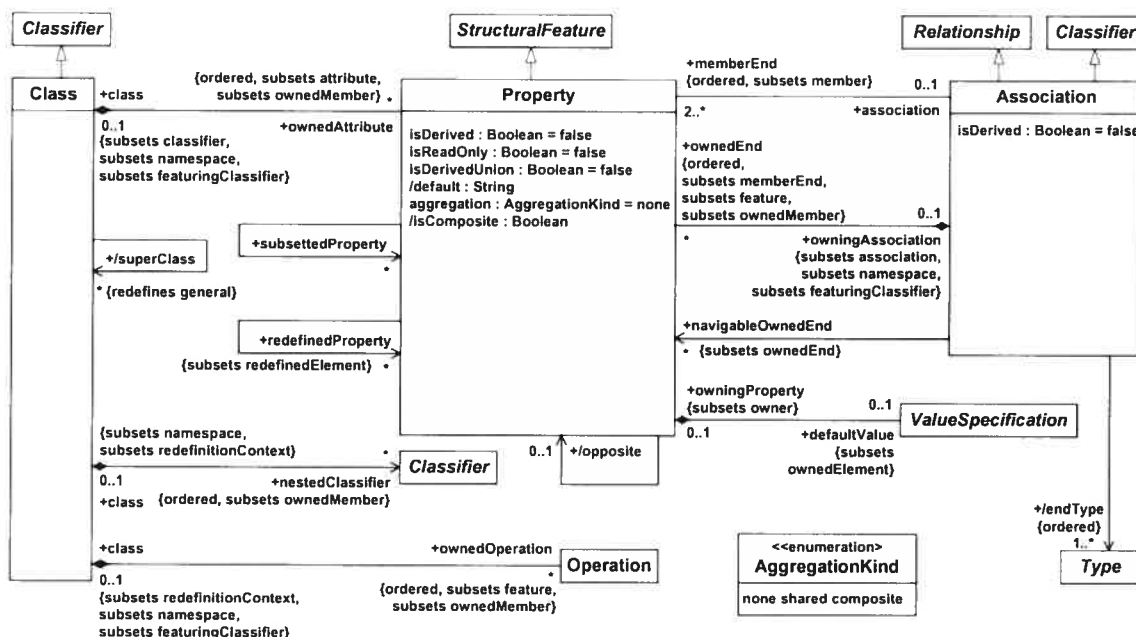 Classifier
StructuralFeature
Relationship
Classifier
Class
+class
0..1
{subsets classifier,
subsets namespace,
subsets featuringClassifier}
{ordered, subsets attribute,
subsets ownedMember}
*
+ownedAttribute
Property
isDerived : Boolean = false
isReadOnly : Boolean = false
isDerivedUnion : Boolean = false
/default : String
aggregation : AggregationKind = none
/isComposite : Boolean
+memberEnd
{ordered, subsets member}
0..1
2..*
+association
Association
isDerived : Boolean = false
+ownedEnd
{ordered,
subsets memberEnd,
subsets feature,
subsets ownedMember}
0..1
*
+owningAssociation
{subsets association,
subsets namespace,
subsets featuringClassifier}
+/superClass
* {redefines general}
+subsettedProperty
*
+redefinedProperty
{subsets redefinedElement} *
+navigableOwnedEnd
* {subsets ownedEnd}
+owningProperty
{subsets owner}
0..1
0..1
+defaultValue
{subsets
ownedElement}
ValueSpecification
0..1
+/opposite
{subsets namespace,
subsets redefinitionContext}
*
0..1
+nestedClassifier
+class
{ordered, subsets ownedMember}
Classifier
+class
0..1
{subsets redefinitionContext,
subsets namespace,
subsets featuringClassifier}
+ownedOperation
*
{ordered, subsets feature,
subsets ownedMember}
Operation
<<enumeration>>
AggregationKind
none shared composite
+/endType
{ordered}
1..*
Type